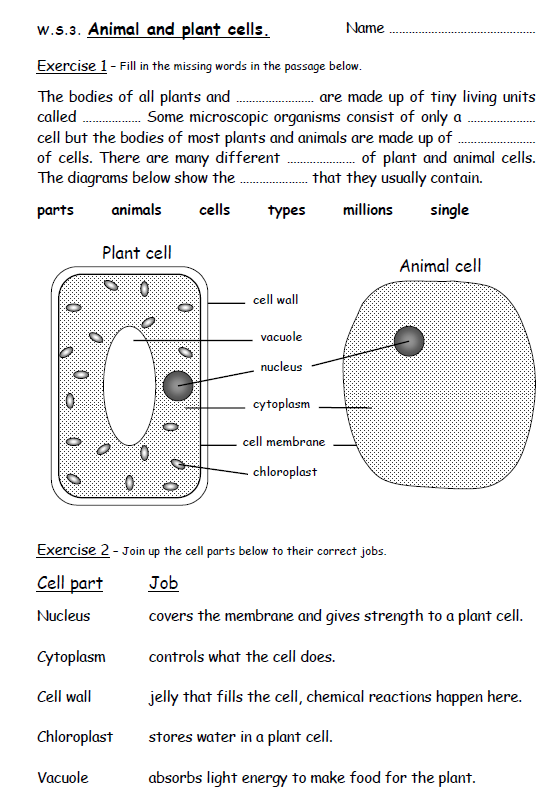 W.S.3. Animal and plant cells. Name ...............................................
Exercise 1 – Fill in the missing words in the passage below.
The bodies of all plants and ........................ are made up of tiny living units
called .................. Some microscopic organisms consist of only a .....................
cell but the bodies of most plants and animals are made up of ........................
of cells. There are many different ..................... of plant and animal cells.
The diagrams below show the ..................... that they usually contain.
parts animals cells types millions single
Plant cell
Animal cell
cell wall
vacuole
nucleus
cytoplasm
cell membrane
chloroplast
Exercise 2 – Join up the cell parts below to their correct jobs.
Cell part Job
Nucleus covers the membrane and gives strength to a plant cell.
Cytoplasm controls what the cell does.
Cell wall jelly that fills the cell, chemical reactions happen here.
Chloroplast stores water in a plant cell.
Vacuole absorbs light energy to make food for the plant.